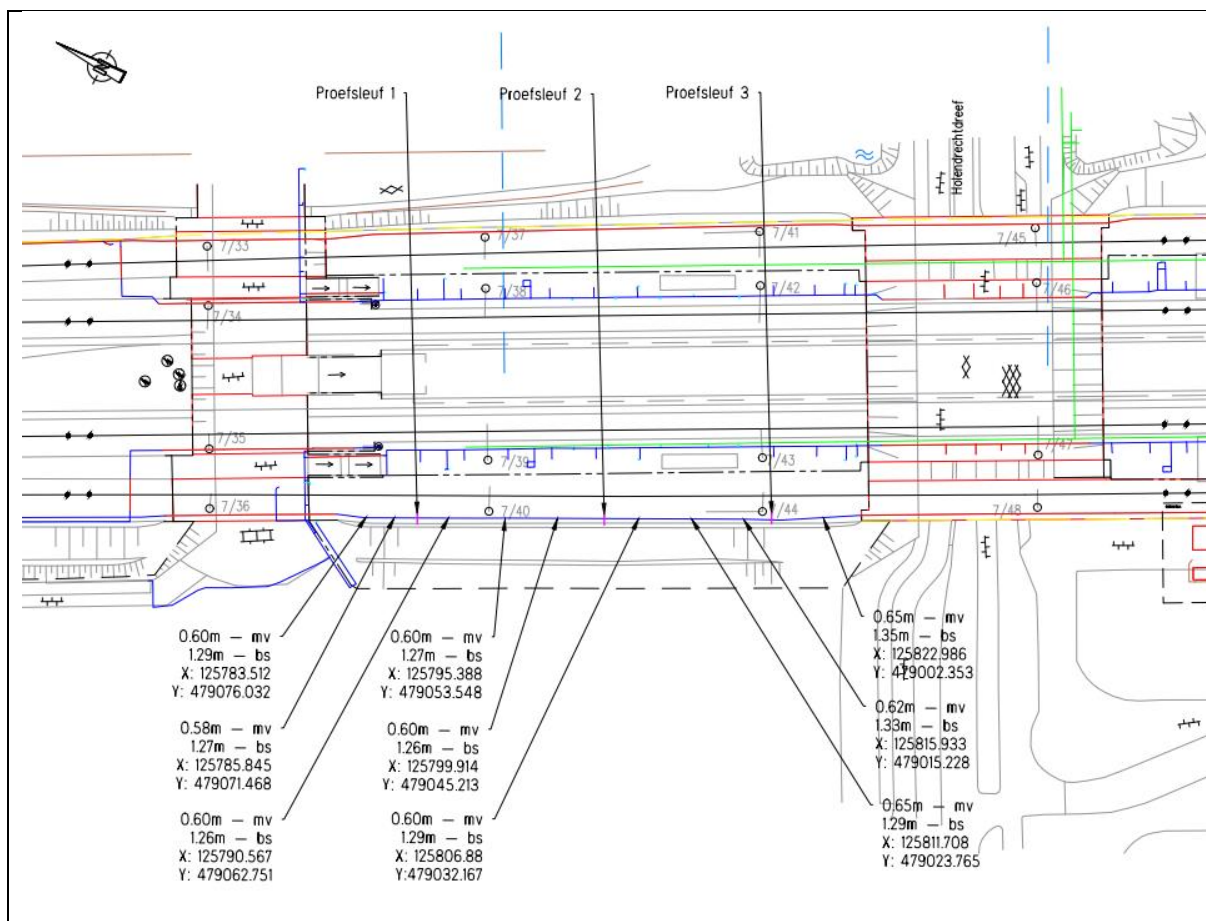 N
Proefsleuf 1
Proefsleuf 2
Proefsleuf 3
Holendrechtdreef
7/33
7/37
7/41
7/45
7/34
7/38
7/42
7/46
7/35
7/39
7/43
7/47
7/36
7/40
7/44
7/48
0.60m — mv
1.29m — bs
X: 125783.512
Y: 479076.032
0.58m — mv
1.27m — bs
X: 125785.845
Y: 479071.468
0.60m — mv
1.26m — bs
X: 125790.567
Y: 479062.751
0.60m — mv
1.27m — bs
X: 125795.388
Y: 479053.548
0.60m — mv
1.26m — bs
X: 125799.914
Y: 479045.213
0.60m — mv
1.29m — bs
X: 125806.88
Y:479032.167
0.65m — mv
1.35m — bs
X: 125822.986
Y: 479002.353
0.62m — mv
1.33m — bs
X: 125815.933
Y: 479015.228
0.65m — mv
1.29m — bs
X: 125811.708
Y: 479023.765